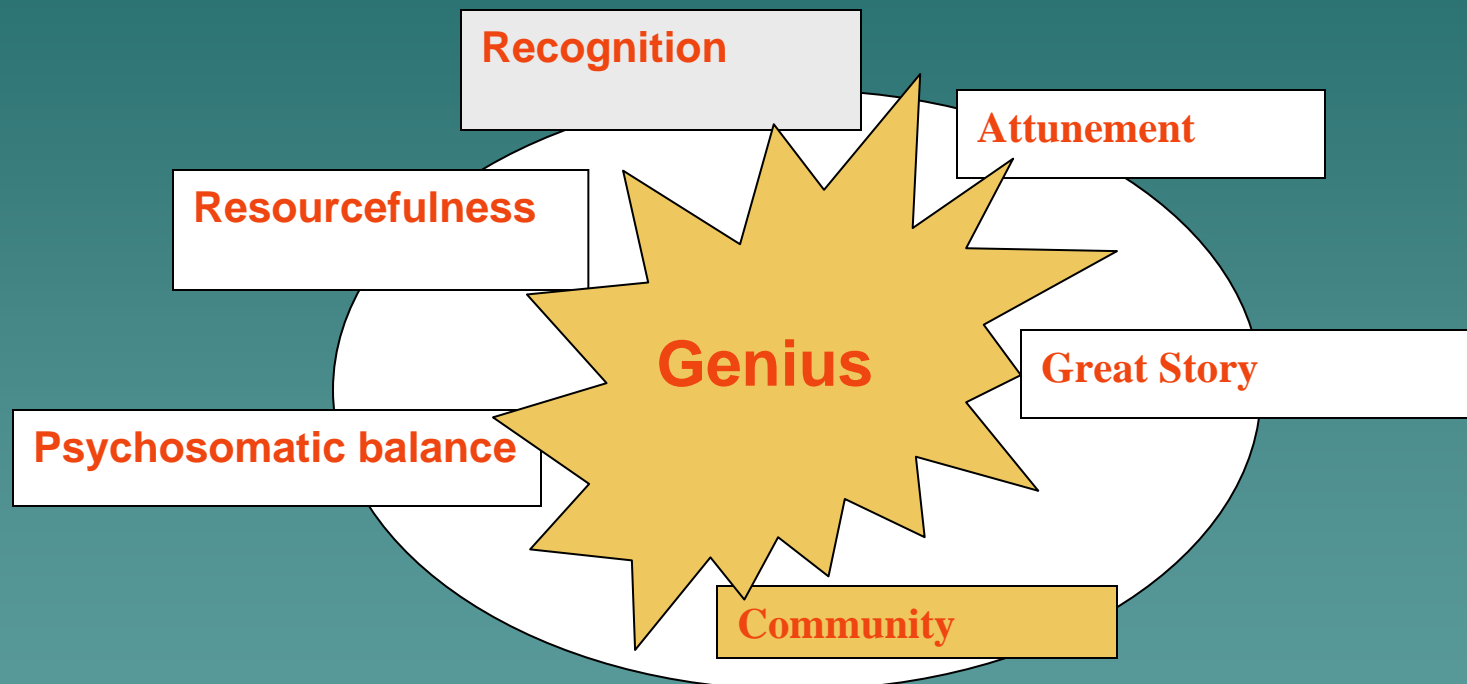 Recognition
Attunement
Resourcefulness
Genius
Great Story
Psychosomatic balance
Community